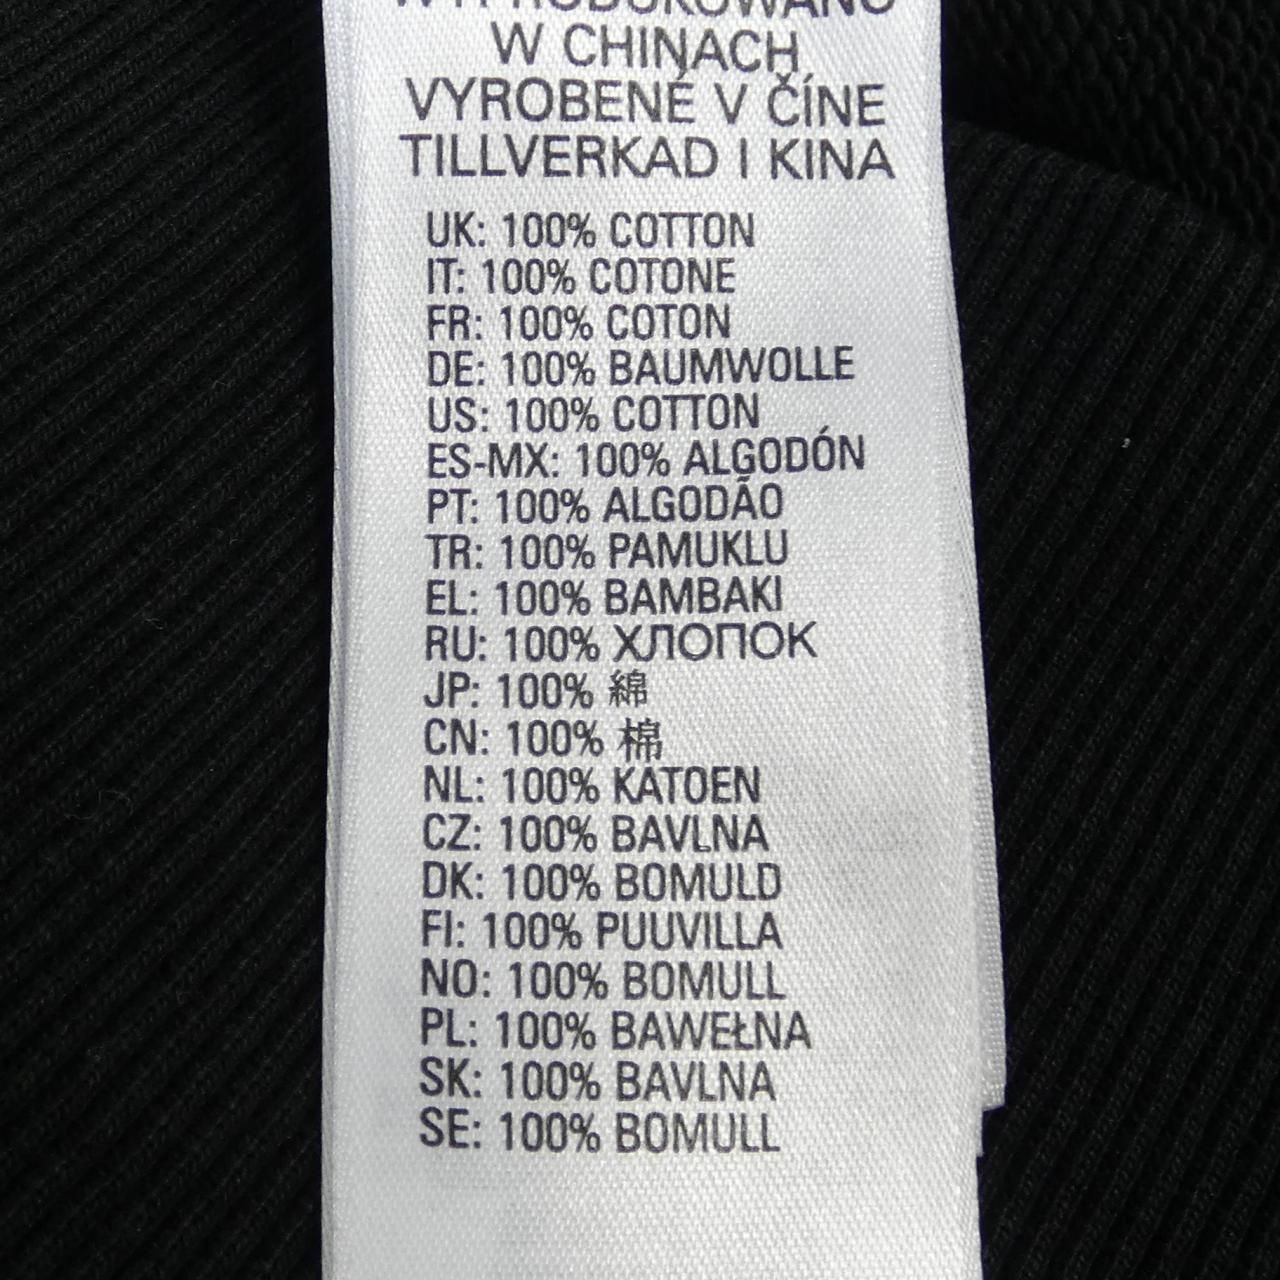 WYPRODUKOWANO
W CHINACH
VYROBENÉ V ČÍNE
TILLVERKAD I KINA
UK: 100% COTTON
IT: 100% COTONE
FR: 100% COTON
DE: 100% BAUMWOLLE
US: 100% COTTON
ES-MX: 100% ALGODÓN
PT: 100% ALGODÃO
TR: 100% PAMUKLU
EL: 100% BAMBAKI
RU: 100% ХЛОПОК
JP: 100% 綿
CN: 100% 棉
NL: 100% KATOEN
CZ: 100% BAVLNA
DK: 100% BOMULD
FI: 100% PUUVILLA
NO: 100% BOMULL
PL: 100% BAWEŁNA
SK: 100% BAVLNA
SE: 100% BOMULL